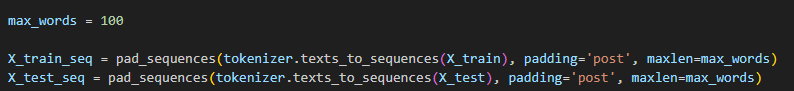 max_words = 100
X_train_seq = pad_sequences(tokenizer.texts_to_sequences(X_train), padding='post', maxlen=max_words)
X_test_seq = pad_sequences(tokenizer.texts_to_sequences(X_test), padding='post', maxlen=max_words)